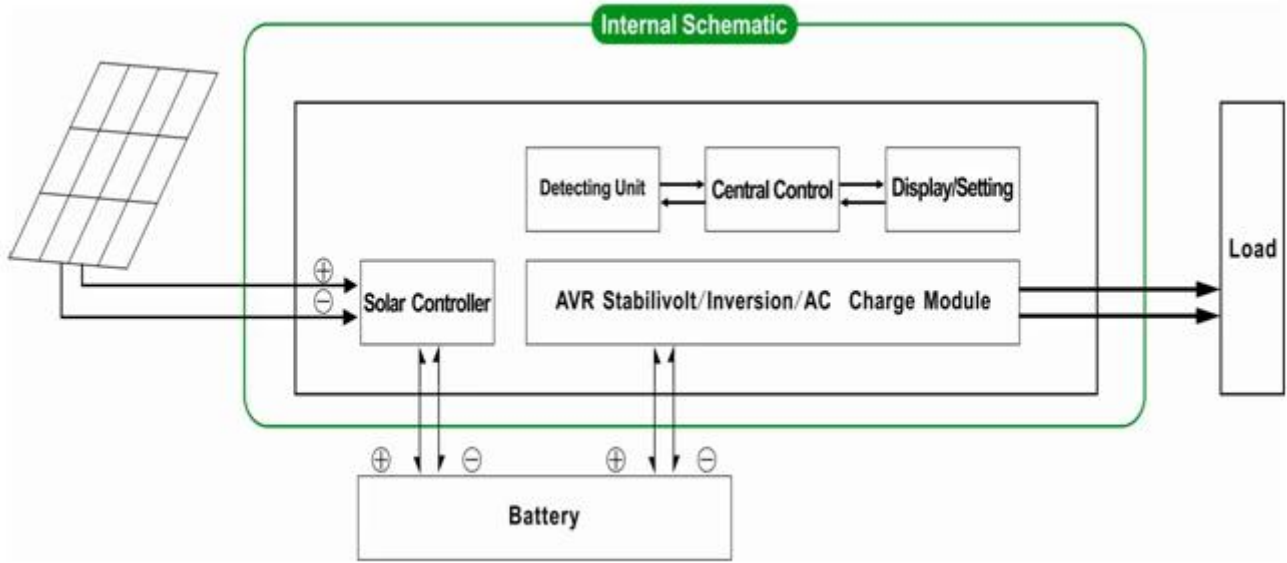 Internal Schematic
Detecting Unit
Central Control
Display/Setting
Load
⊕
⊖
Solar Controller
AVR Stabilivolt/Inversion/AC Charge Module
⊕ ⊖ ⊕ ⊖
Battery